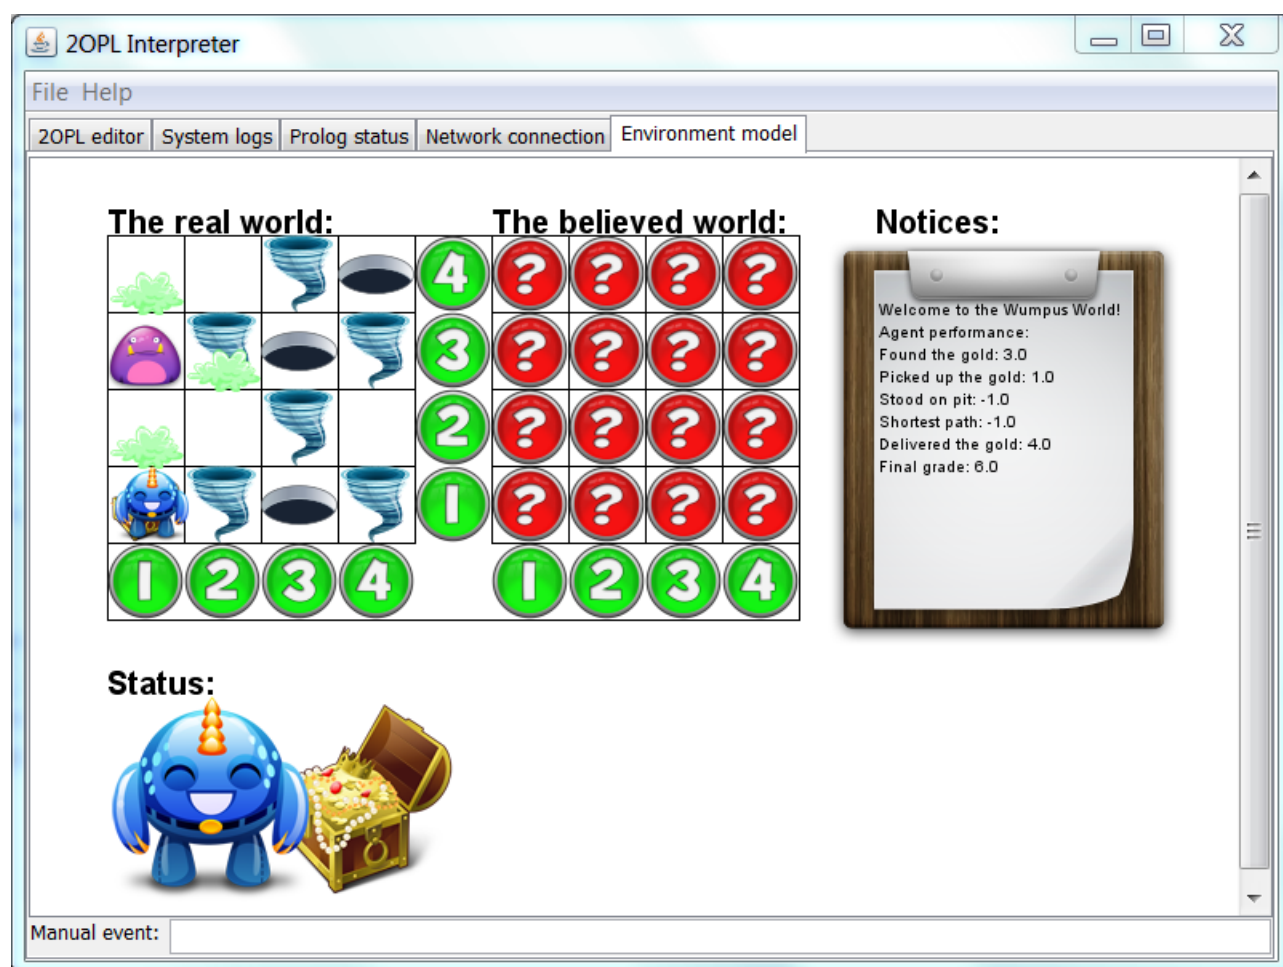 2OPL Interpreter
File Help
2OPL editor System logs Prolog status Network connection Environment model
The real world: The believed world: Notices:
4 ? ? ? ?
3 ? ? ? ?
2 ? ? ? ?
1 ? ? ? ?
1 2 3 4 1 2 3 4
Welcome to the Wumpus World!
Agent performance:
Found the gold: 3.0
Picked up the gold: 1.0
Stood on pit: -1.0
Shortest path: -1.0
Delivered the gold: 4.0
Final grade: 6.0
Status:
Manual event: